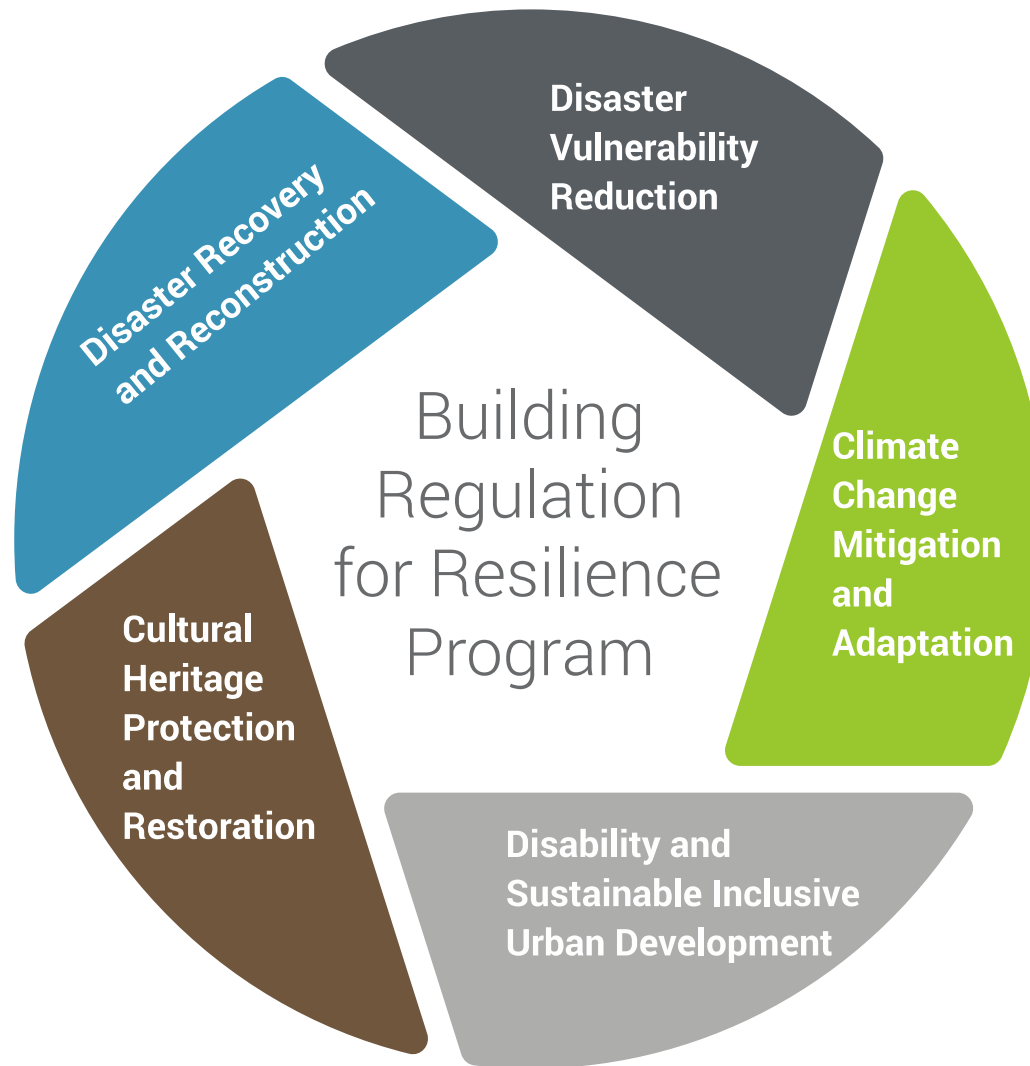 Disaster
Vulnerability
Reduction
Disaster Recovery
and Reconstruction
Building
Regulation
for Resilience
Program
Climate
Change
Mitigation
and
Adaptation
Cultural
Heritage
Protection
and
Restoration
Disability and
Sustainable Inclusive
Urban Development